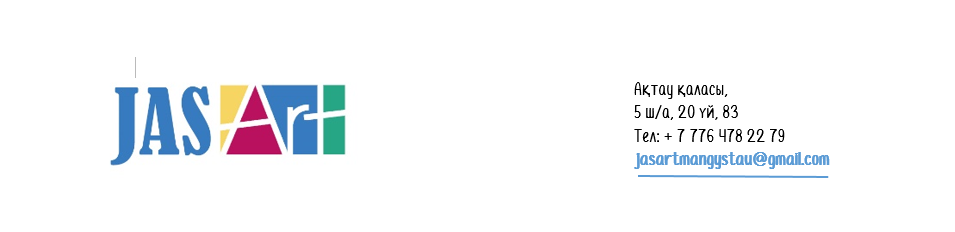 JAS Art
Ақтау қаласы,
5 ш/а, 20 үй, 83
Тел: + 7 776 478 22 79
jasartmangystau@gmail.com